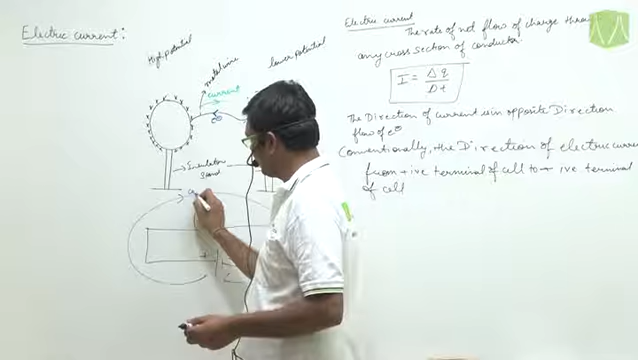 Electric current :
High potential
lower potential
metal wire
current
e⊖
Insulation
Stand
+
Electric current
The rate of net flow of charge through
any cross section of conductor
I = Δq
Δt
The Direction of current is in opposite Direction
flow of e⊖
Conventionally, the Direction of electric curre
from +ive terminal of cell to -ive terminal
of cell